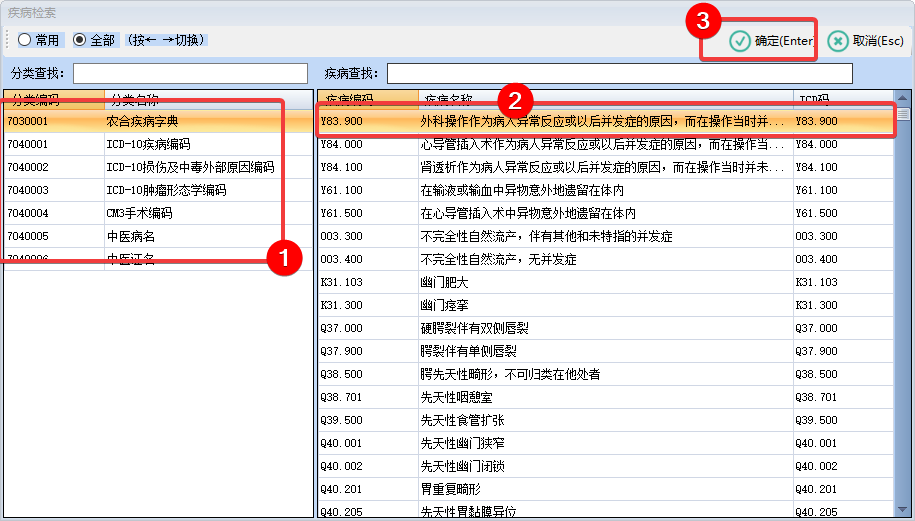 疾病检索
常用 全部 (按← →切换) 确定(Enter) 取消(Esc)
3
分类查找: 疾病查找:
分类编码 分类名称 疾病编码 疾病名称 ICD码
2
7030001 农合疾病字典 Y83.900 外科操作作为病人异常反应或以后并发症的原因，而在操作当时并... Y83.900
7040001 ICD-10疾病编码 Y84.000 心导管插入术作为病人异常反应或以后并发症的原因，而在操作当... Y84.000
7040002 ICD-10损伤及中毒外部原因编码 Y84.100 肾透析作为病人异常反应或以后并发症的原因，而在操作当时并未... Y84.100
7040003 ICD-10肿瘤形态学编码 Y61.100 在输液或输血中异物意外地遗留在体内 Y61.100
7040004 CM3手术编码 Y61.500 在心导管插入术中异物意外地遗留在体内 Y61.500
7040005 中医病名 O03.300 不完全性自然流产，伴有其他和未特指的并发症 O03.300
7040006 中医证名 O03.400 不完全性自然流产，无并发症 O03.400
1
K31.103 幽门肥大 K31.103
K31.300 幽门痉挛 K31.300
Q37.000 硬腭裂伴有双侧唇裂 Q37.000
Q37.900 腭裂伴有单侧唇裂 Q37.900
Q38.500 腭先天性畸形，不可归类在他处者 Q38.500
Q38.701 先天性咽憩室 Q38.701
Q39.500 先天性食管扩张 Q39.500
Q40.001 先天性幽门狭窄 Q40.001
Q40.002 先天性幽门闭锁 Q40.002
Q40.201 胃重复畸形 Q40.201
Q40.205 先天性胃黏膜异位 Q40.205